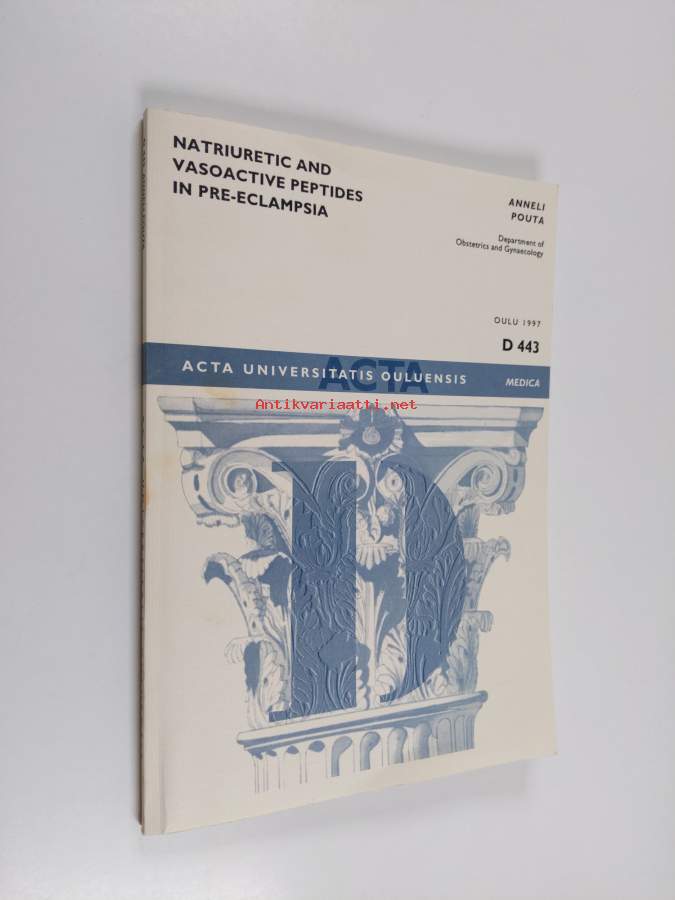 NATRIURETIC AND
VASOACTIVE PEPTIDES
IN PRE-ECLAMPSIA
ANNELI
POUTA
Department of
Obstetrics and Gynaecology
OULU 1997
D 443
ACTA
ACTA UNIVERSITATIS OULUENSIS
MEDICA
Antikvariaatti.net
D